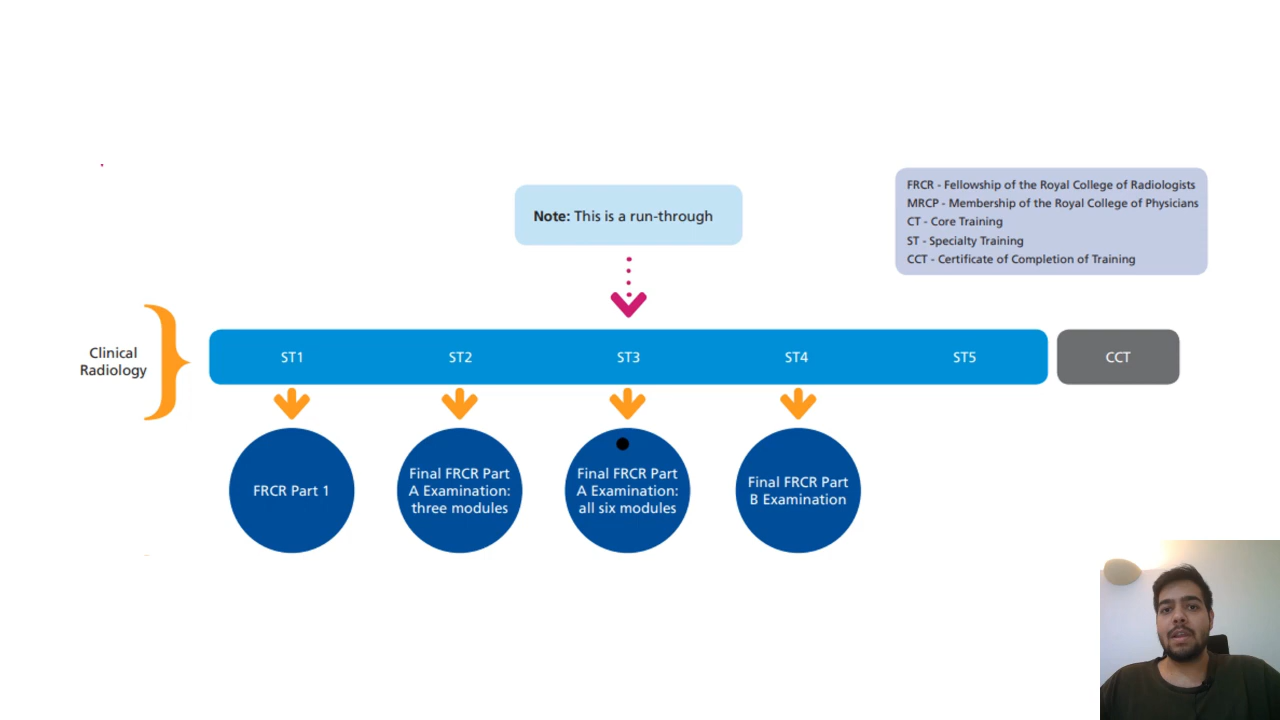 Note: This is a run-through
FRCR - Fellowship of the Royal College of Radiologists
MRCP - Membership of the Royal College of Physicians
CT - Core Training
ST - Specialty Training
CCT - Certificate of Completion of Training
Clinical
Radiology
ST1
ST2
ST3
ST4
ST5
CCT
FRCR Part 1
Final FRCR Part
A Examination:
three modules
Final FRCR Part
A Examination:
all six modules
Final FRCR Part
B Examination